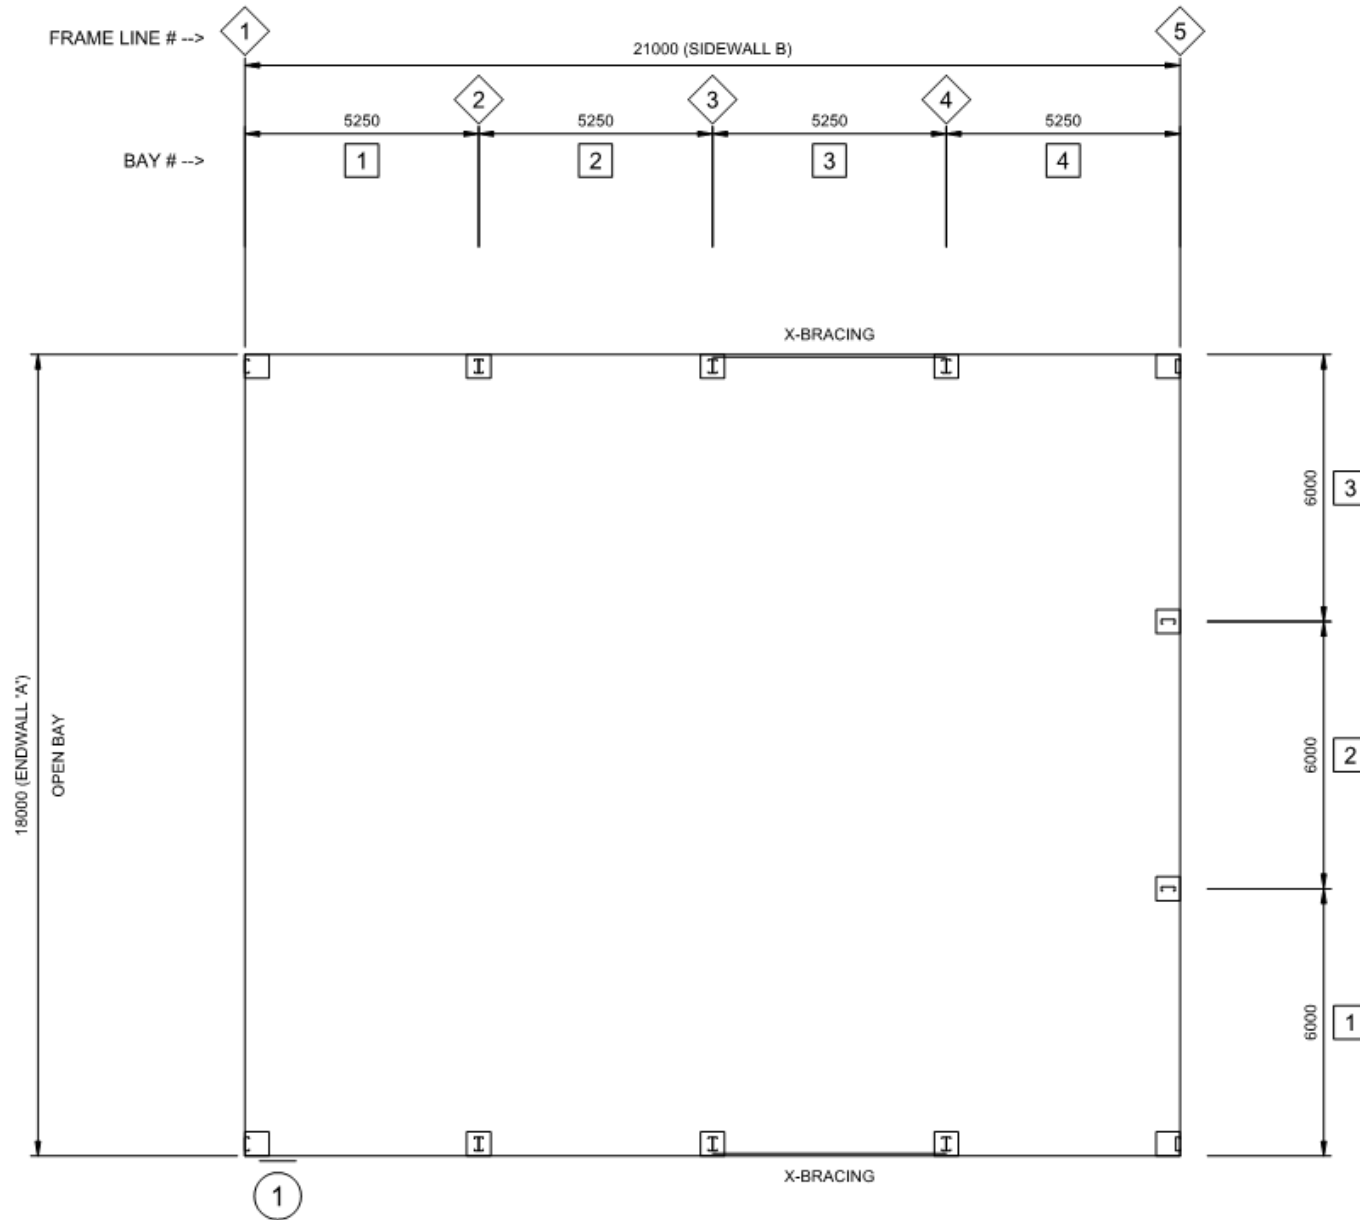 FRAME LINE # -->
1
5
21000 (SIDEWALL B)
2
3
4
5250
5250
5250
5250
BAY # -->
1
2
3
4
X-BRACING
6000
3
18000 (ENDWALL 'A')
OPEN BAY
6000
2
6000
1
X-BRACING
1